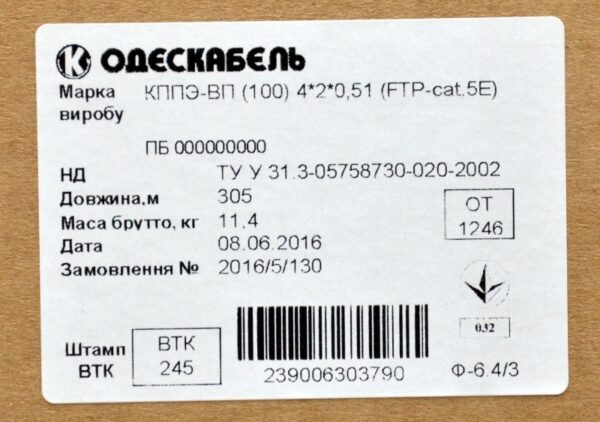 К ОДЕСКАБЕЛЬ
Марка КППЭ-ВП (100) 4*2*0,51 (FTP-cat.5E)
виробу
ПБ 000000000
НД ТУ У 31.3-05758730-020-2002
Довжина,м 305
Маса брутто, кг 11,4
Дата 08.06.2016
Замовлення № 2016/5/130
ОТ
1246
032
Штамп ВТК
ВТК 245
239006303790
Ф-6.4/3